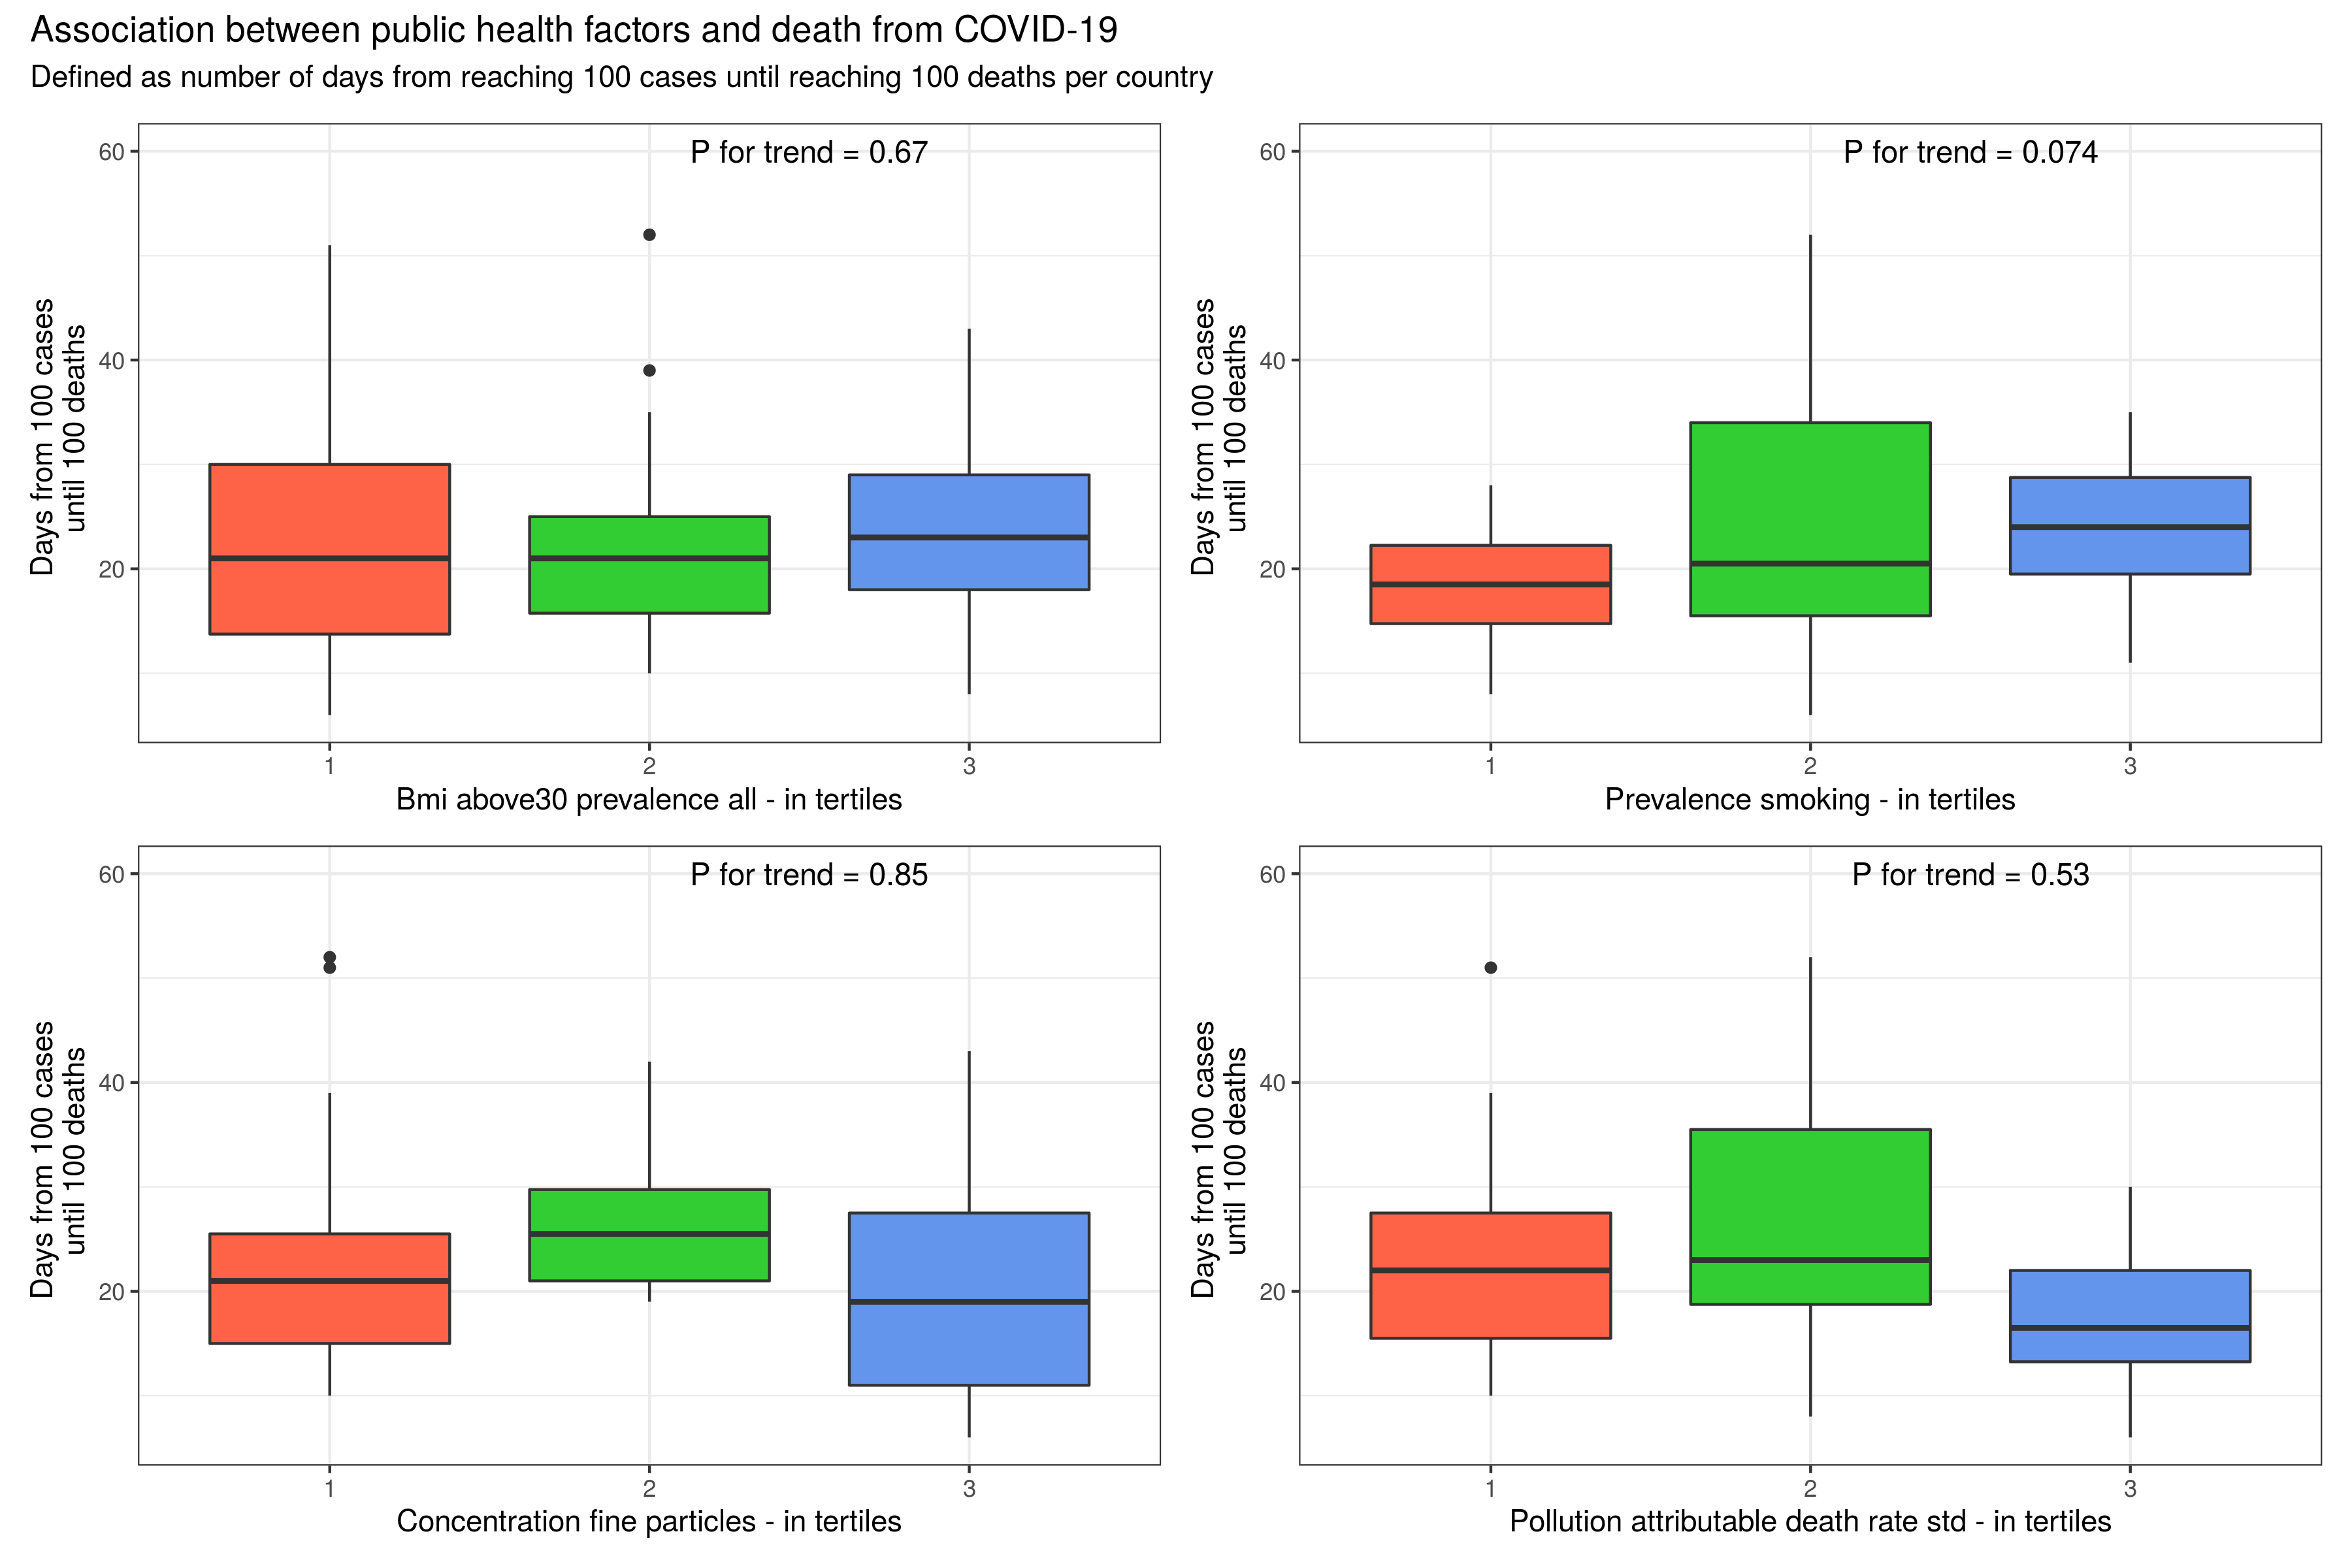 Association between public health factors and death from COVID-19
Defined as number of days from reaching 100 cases until reaching 100 deaths per country
P for trend = 0.67
60
40
20
Days from 100 cases
until 100 deaths
1 2 3
Bmi above30 prevalence all - in tertiles
P for trend = 0.074
60
40
20
Days from 100 cases
until 100 deaths
1 2 3
Prevalence smoking - in tertiles
P for trend = 0.85
60
40
20
Days from 100 cases
until 100 deaths
1 2 3
Concentration fine particles - in tertiles
P for trend = 0.53
60
40
20
Days from 100 cases
until 100 deaths
1 2 3
Pollution attributable death rate std - in tertiles